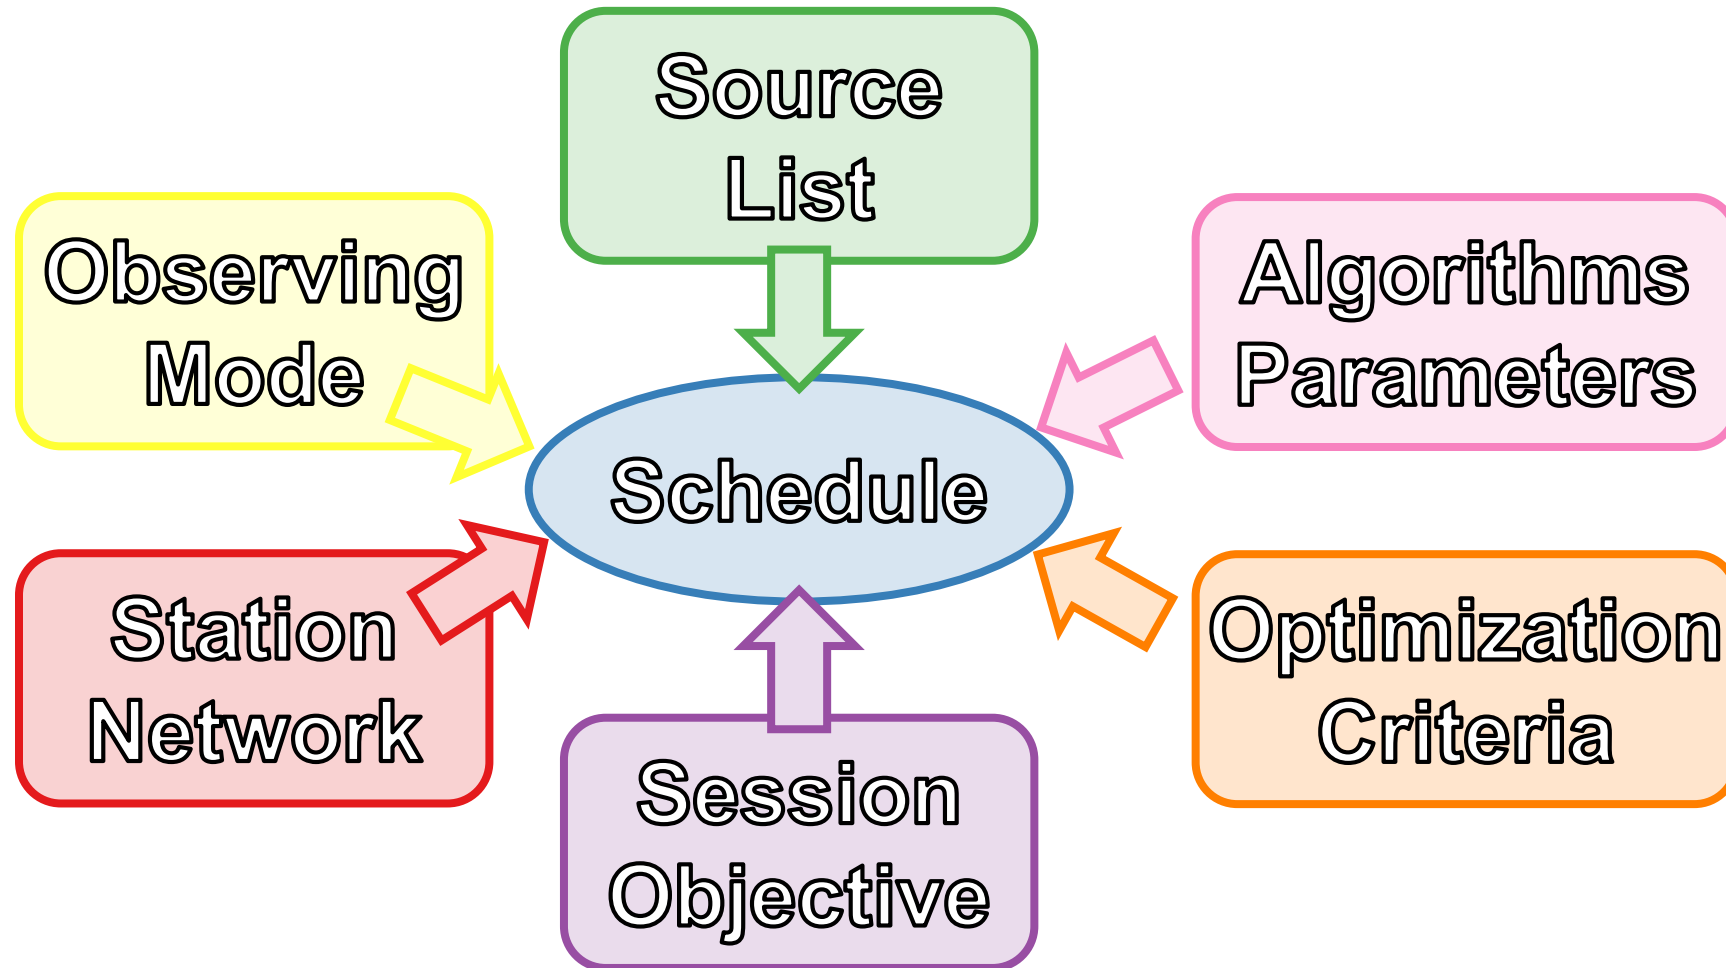 Source
List
Observing
Mode
Algorithms
Parameters
Schedule
Station
Network
Optimization
Criteria
Session
Objective